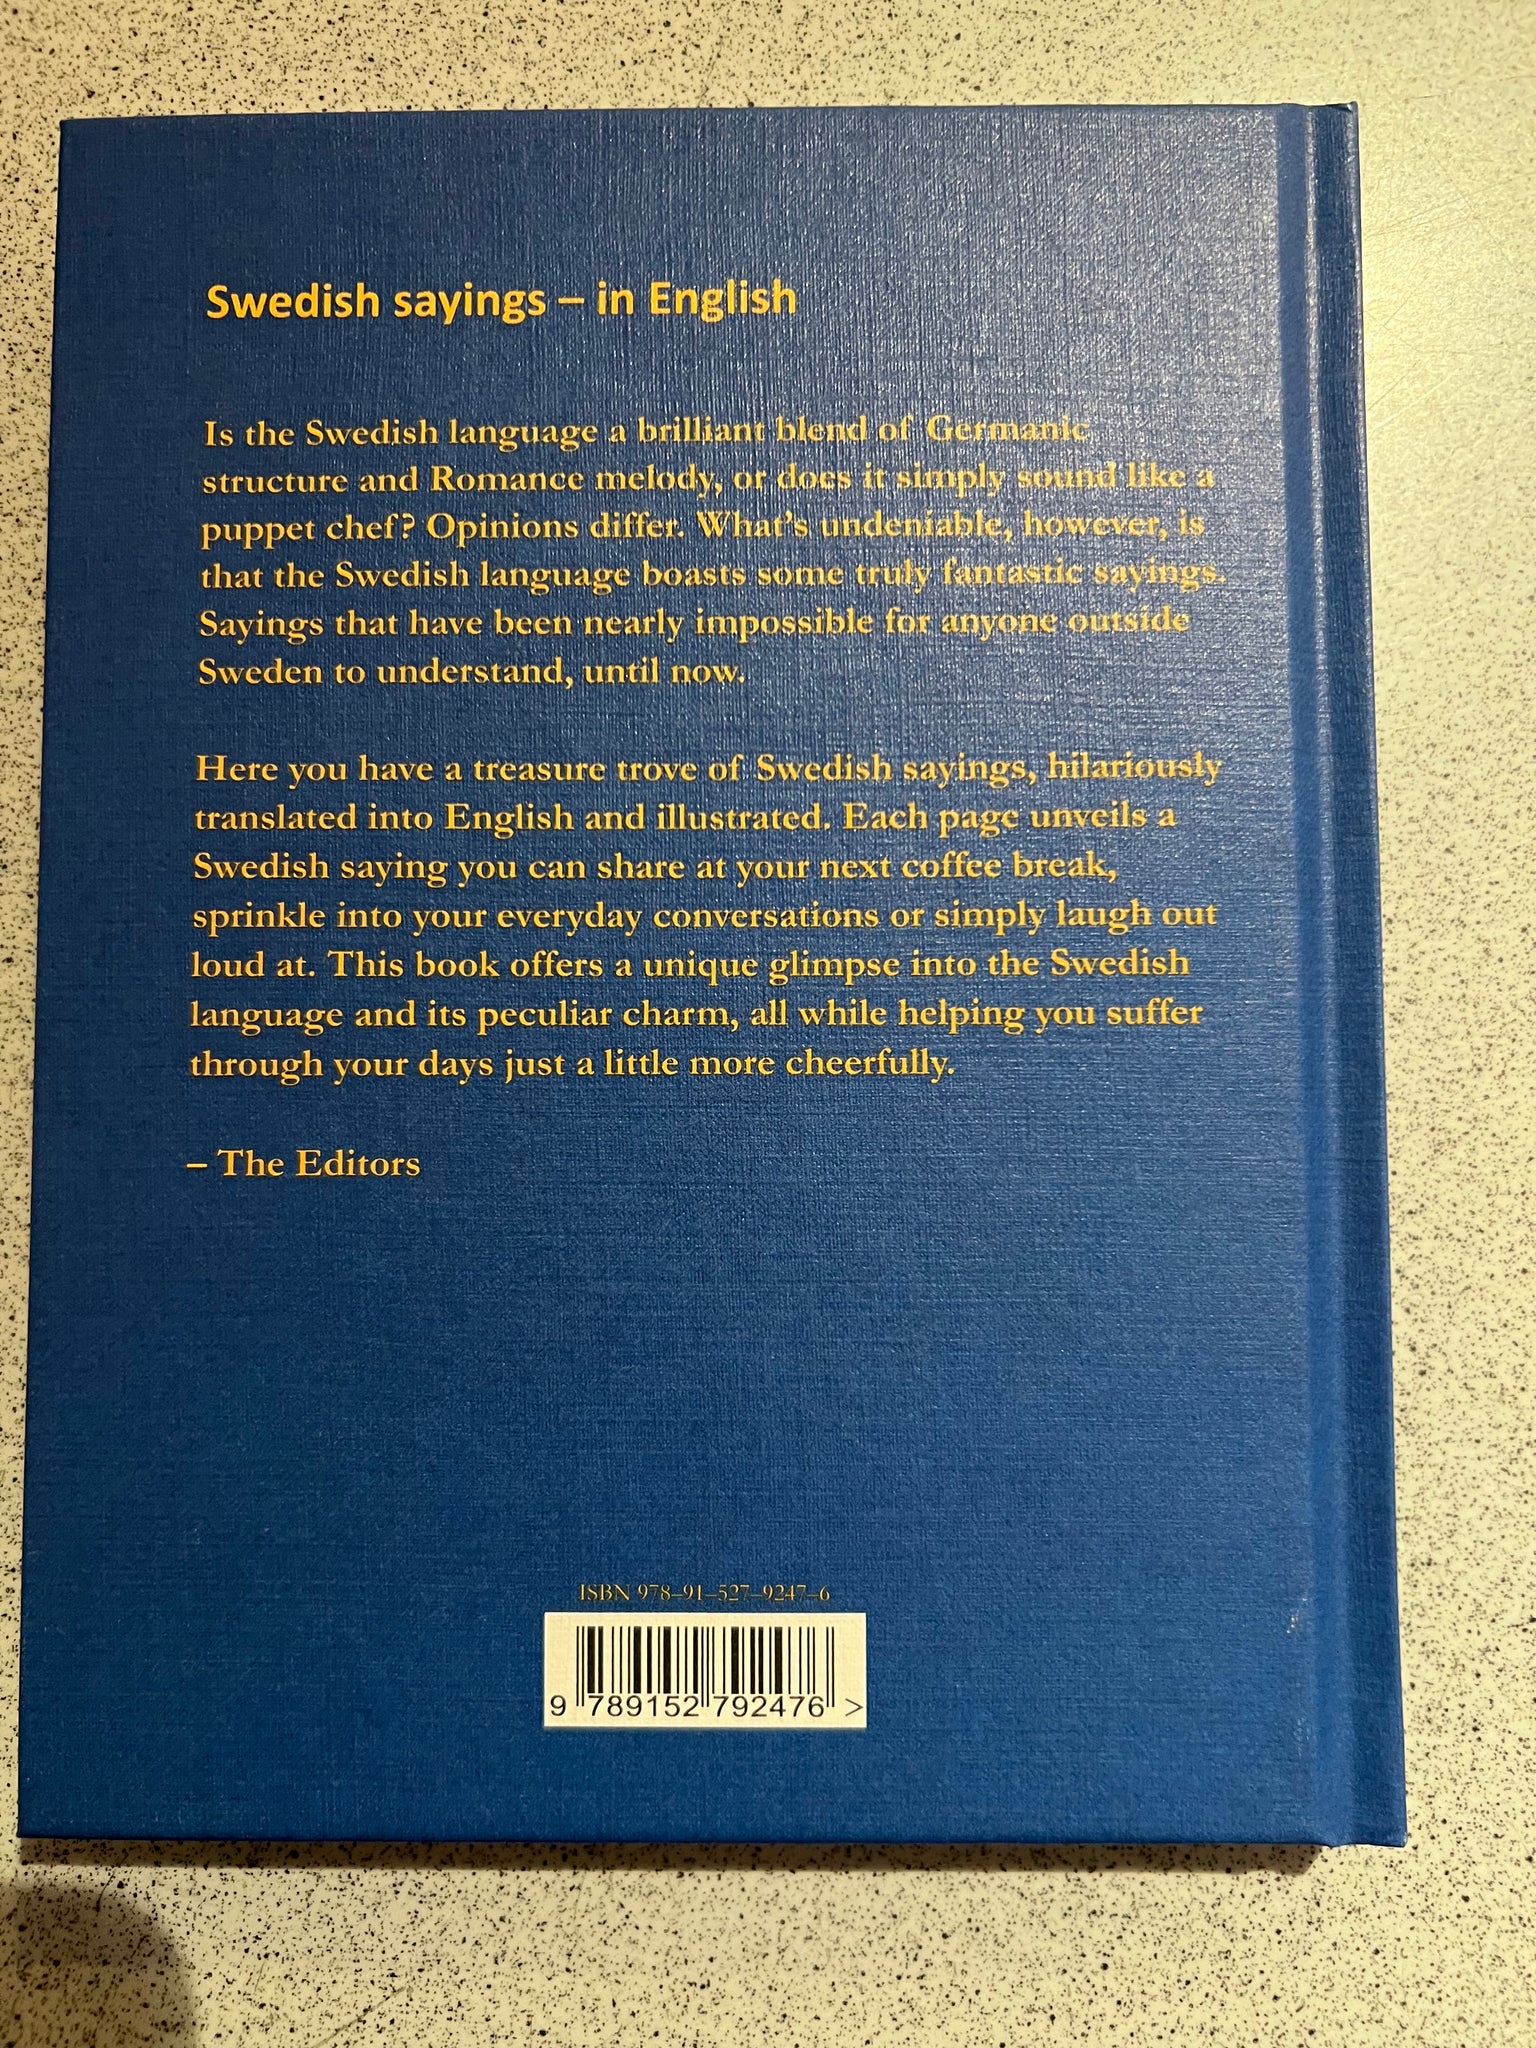 Swedish sayings – in English
Is the Swedish language a brilliant blend of Germanic
structure and Romance melody, or does it simply sound like a
puppet chef? Opinions differ. What's undeniable, however, is
that the Swedish language boasts some truly fantastic sayings.
Sayings that have been nearly impossible for anyone outside
Sweden to understand, until now.
Here you have a treasure trove of Swedish sayings, hilariously
translated into English and illustrated. Each page unveils a
Swedish saying you can share at your next coffee break,
sprinkle into your everyday conversations or simply laugh out
loud at. This book offers a unique glimpse into the Swedish
language and its peculiar charm, all while helping you suffer
through your days just a little more cheerfully.
– The Editors
ISBN 978–91–527–9247–6
9 789152 792476 >